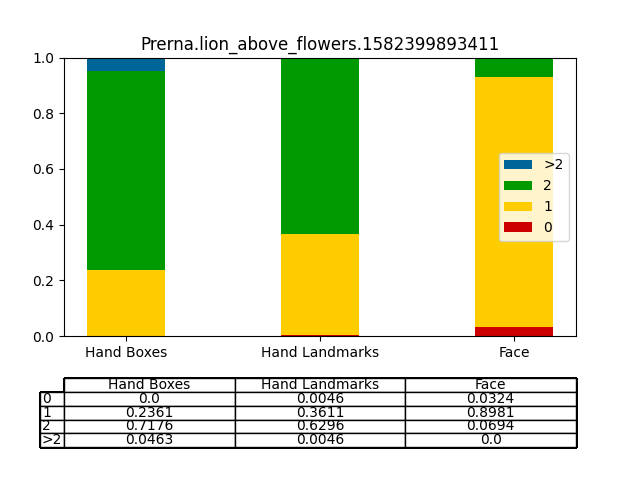 Prerna.lion_above_flowers.1582399893411
1.0
0.8
0.6
0.4
0.2
0.0
>2
2
1
0
Hand Boxes Hand Landmarks Face
Hand Boxes Hand Landmarks Face
0 0.0 0.0046 0.0324
1 0.2361 0.3611 0.8981
2 0.7176 0.6296 0.0694
>2 0.0463 0.0046 0.0